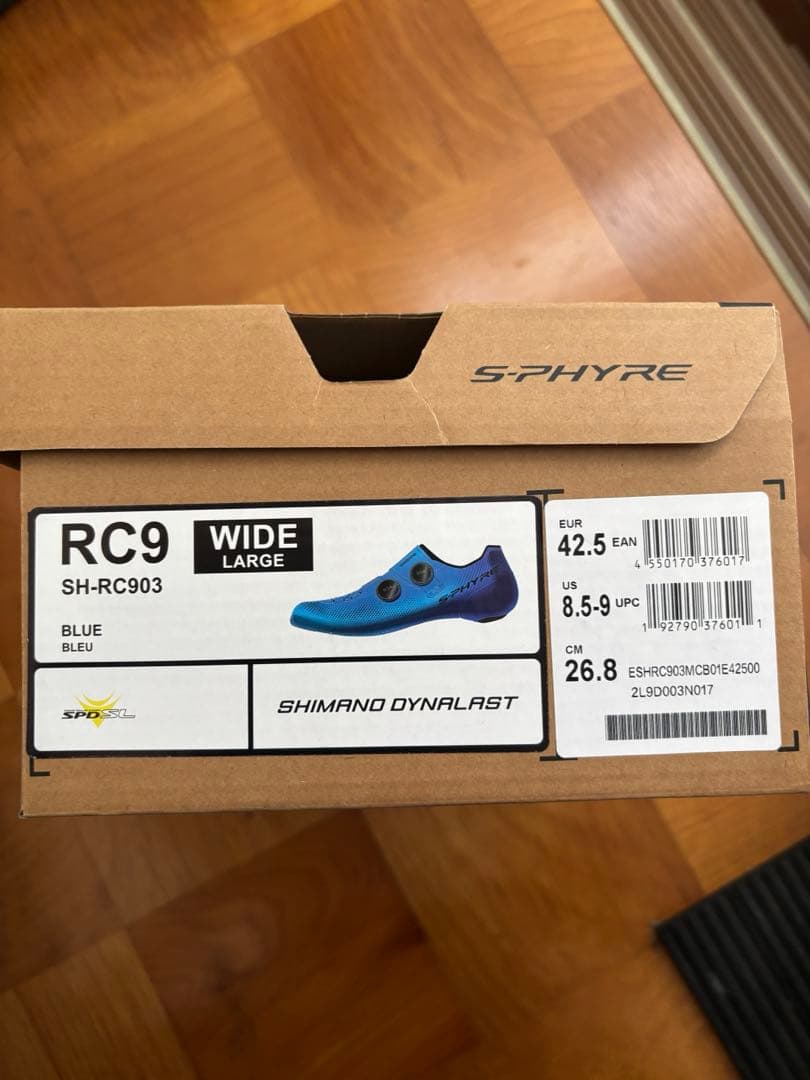 S-PHYRE
RC9
WIDE
LARGE
SH-RC903
S-PHYRE
BLUE
BLEU
SPD-SL
SHIMANO DYNALAST
EUR
42.5 EAN
4 550170 376017
US
8.5-9 UPC
1 92790 37601 1
CM
26.8 ESHRC903MCB01E42500
2L9D003N017